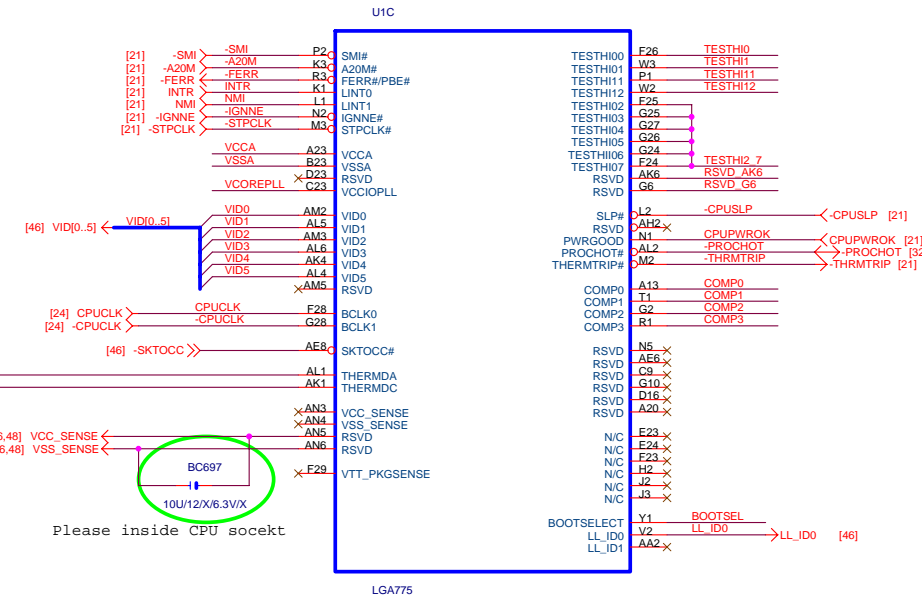 U1C
[21] -SMI -SMI P2 SMI#
[21] -A20M -A20M K3 A20M#
[21] -FERR -FERR R3 FERR#/PBE#
[21] INTR INTR K1 LINT0
[21] NMI NMI L1 LINT1
[21] -IGNNE -IGNNE N2 IGNNE#
[21] -STPCLK -STPCLK M3 STPCLK#
VCCA A23 VCCA
VSSA B23 VSSA
D23 RSVD
VCOREPLL C23 VCCIOPLL
VID0 AM2 VID0
[46] VID[0..5] VID[0..5] VID1 AL5 VID1
VID2 AM3 VID2
VID3 AL6 VID3
VID4 AK4 VID4
VID5 AL4 VID5
AM5 RSVD
[24] CPUCLK CPUCLK F28 BCLK0
[24] -CPUCLK -CPUCLK G28 BCLK1
[46] -SKTOCC AE8 SKTOCC#
AL1 THERMDA
AK1 THERMDC
AN3 VCC_SENSE
AN4 VSS_SENSE
6,48] VCC_SENSE AN5 RSVD
6,48] VSS_SENSE AN6 RSVD
BC697
F29 VTT_PKGSENSE
10U/12/X/6.3V/X
Please inside CPU socekt
TESTHI00 F26 TESTHI0
TESTHI01 W3 TESTHI1
TESTHI11 P1 TESTHI11
TESTHI12 W2 TESTHI12
TESTHI02 F25
TESTHI03 G25
TESTHI04 G27
TESTHI05 G26
TESTHII06 G24
TESTHI07 F24 TESTHI2_7
RSVD AK6 RSVD_AK6
RSVD G6 RSVD_G6
SLP# L2 -CPUSLP -CPUSLP [21]
RSVD AH2
PWRGOOD N1 CPUPWROK CPUPWROK [21]
PROCHOT# AL2 -PROCHOT -PROCHOT [32
THERMTRIP# M2 -THRMTRIP -THRMTRIP [21]
COMP0 A13 COMP0
COMP1 T1 COMP1
COMP2 G2 COMP2
COMP3 R1 COMP3
RSVD N5
RSVD AE6
RSVD C9
RSVD G10
RSVD D16
RSVD A20
N/C E23
N/C E24
N/C F23
N/C H2
N/C J2
N/C J3
BOOTSELECT Y1 BOOTSEL
LL_ID0 V2 LL_ID0 LL_ID0 [46]
LL_ID1 AA2
LGA775